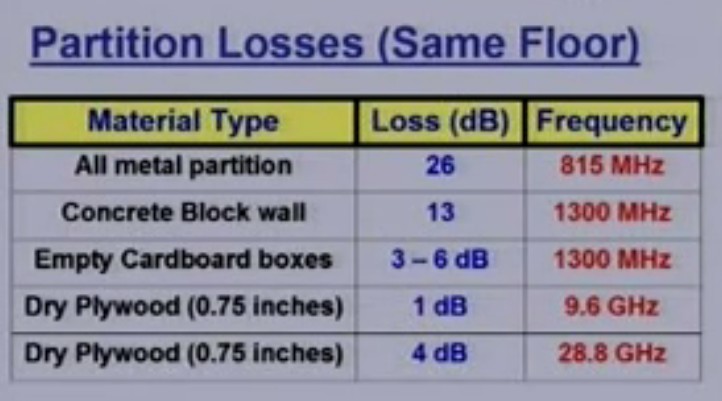 Partition Losses (Same Floor)
Material Type Loss (dB) Frequency
All metal partition 26 815 MHz
Concrete Block wall 13 1300 MHz
Empty Cardboard boxes 3 – 6 dB 1300 MHz
Dry Plywood (0.75 inches) 1 dB 9.6 GHz
Dry Plywood (0.75 inches) 4 dB 28.8 GHz